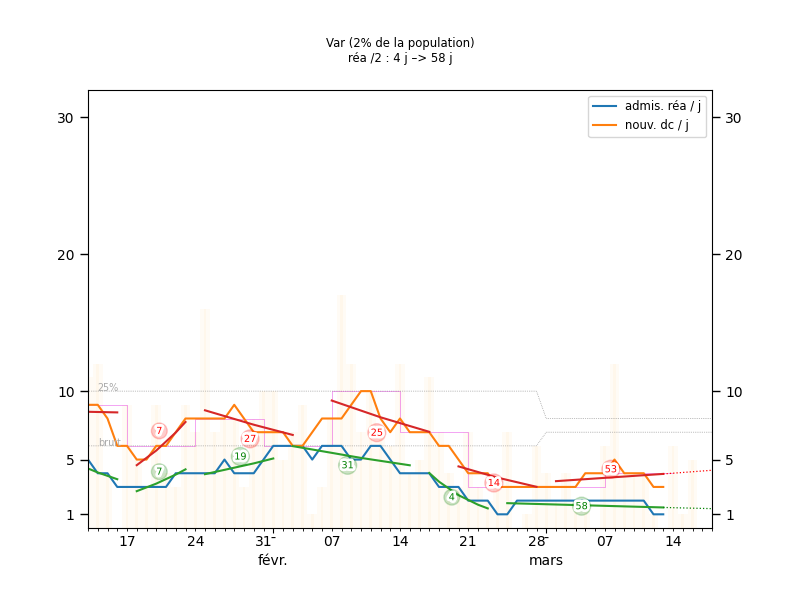 Var (2% de la population)
réa /2 : 4 j –> 58 j
admis. réa / j
nouv. dc / j
30 30
20 20
10 10
5 5
1 1
25%
brut
7
27
25
14
53
7
19
31
4
58
17 24 31 07 14 21 28 07 14
févr. mars